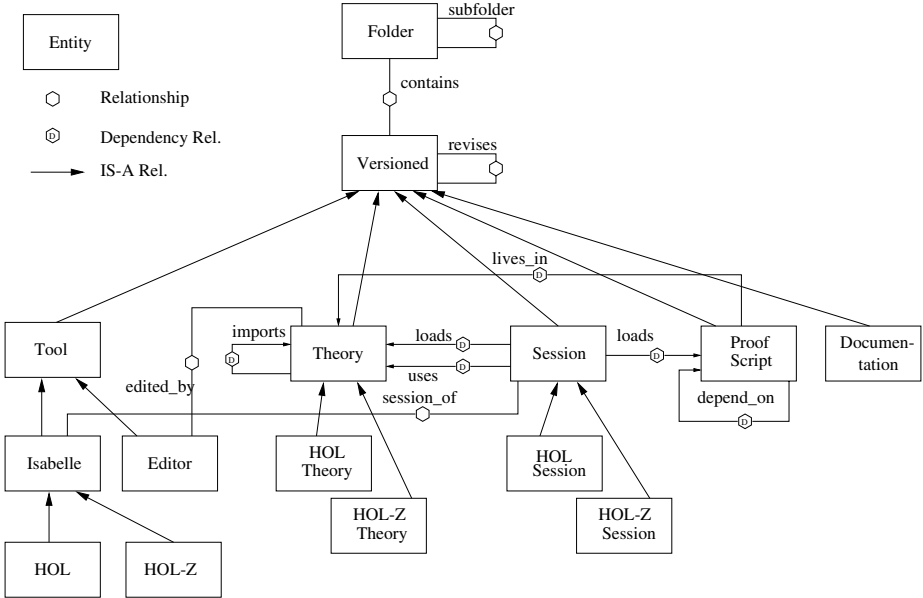 Entity
Relationship
D
Dependency Rel.
IS-A Rel.
Folder
subfolder
contains
Versioned
revises
lives_in
D
Tool
edited_by
imports
D
Theory
loads
D
uses
D
session_of
Session
loads
D
Proof
Script
depend_on
D
Documen-
tation
Isabelle
Editor
HOL
Theory
HOL-Z
Theory
HOL
Session
HOL-Z
Session
HOL
HOL-Z